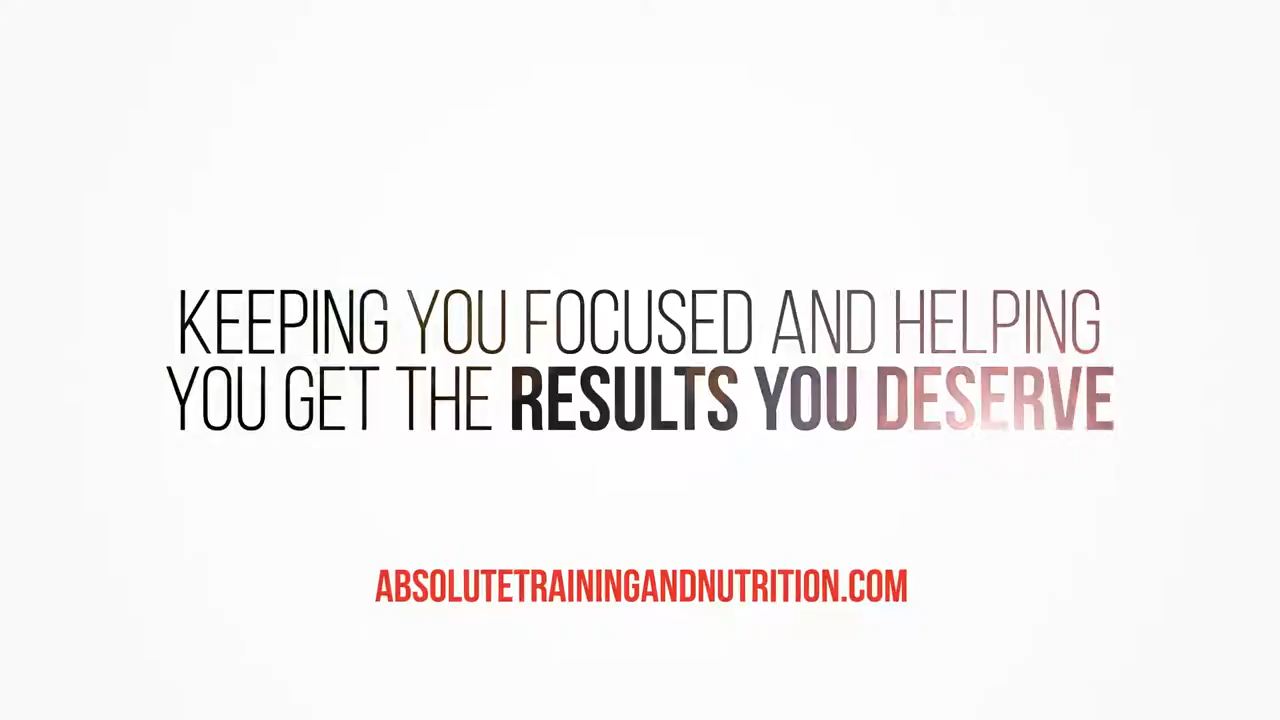 KEEPING YOU FOCUSED AND HELPING
YOU GET THE RESULTS YOU DESERVE
ABSOLUTETRAININGANDNUTRITION.COM